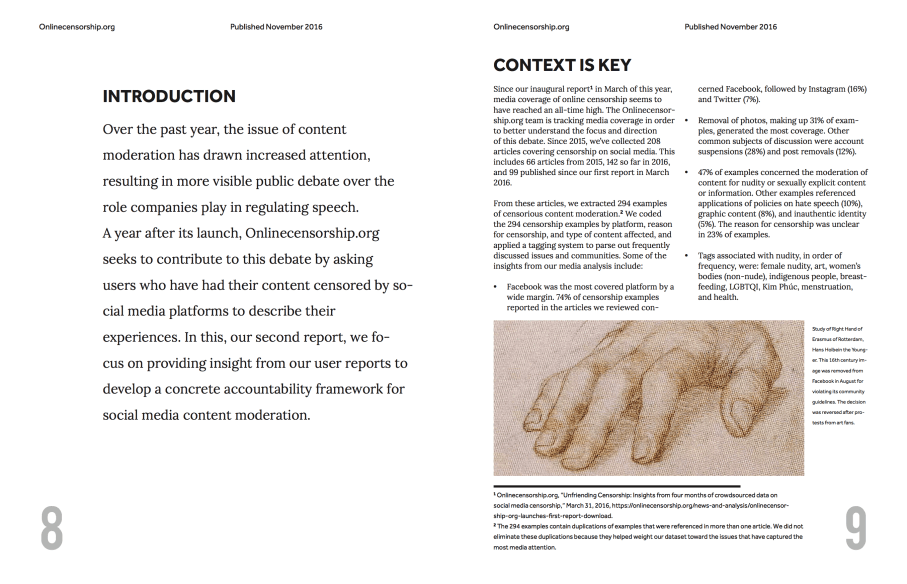 Onlinecensorship.org
Published November 2016
INTRODUCTION
Over the past year, the issue of content
moderation has drawn increased attention,
resulting in more visible public debate over the
role companies play in regulating speech.
A year after its launch, Onlinecensorship.org
seeks to contribute to this debate by asking
users who have had their content censored by so-
cial media platforms to describe their
experiences. In this, our second report, we fo-
cus on providing insight from our user reports to
develop a concrete accountability framework for
social media content moderation.
8
Onlinecensorship.org
Published November 2016
CONTEXT IS KEY
Since our inaugural report¹ in March of this year,
media coverage of online censorship seems to
have reached an all-time high. The Onlinecensor-
ship.org team is tracking media coverage in order
to better understand the focus and direction
of this debate. Since 2015, we've collected 208
articles covering censorship on social media. This
includes 66 articles from 2015, 142 so far in 2016,
and 99 published since our first report in March
2016.
From these articles, we extracted 294 examples
of censorious content moderation.² We coded
the 294 censorship examples by platform, reason
for censorship, and type of content affected, and
applied a tagging system to parse out frequently
discussed issues and communities. Some of the
insights from our media analysis include:
• Facebook was the most covered platform by a
wide margin. 74% of censorship examples
reported in the articles we reviewed con-
cerned Facebook, followed by Instagram (16%)
and Twitter (7%).
• Removal of photos, making up 31% of exam-
ples, generated the most coverage. Other
common subjects of discussion were account
suspensions (28%) and post removals (12%).
• 47% of examples concerned the moderation of
content for nudity or sexually explicit content
or information. Other examples referenced
applications of policies on hate speech (10%),
graphic content (8%), and inauthentic identity
(5%). The reason for censorship was unclear
in 23% of examples.
• Tags associated with nudity, in order of
frequency, were: female nudity, art, women's
bodies (non-nude), indigenous people, breast-
feeding, LGBTQI, Kim Phúc, menstruation,
and health.
Study of Right Hand of
Erasmus of Rotterdam,
Hans Holbein the Young-
er. This 16th century im-
age was removed from
Facebook in August for
violating its community
guidelines. The decision
was reversed after pro-
tests from art fans.
¹ Onlinecensorship.org, "Unfriending Censorship: Insights from four months of crowdsourced data on
social media censorship," March 31, 2016, https://onlinecensorship.org/news-and-analysis/onlinecensor-
ship-org-launches-first-report-download.
² The 294 examples contain duplications of examples that were referenced in more than one article. We did not
eliminate these duplications because they helped weight our dataset toward the issues that have captured the
most media attention.
9